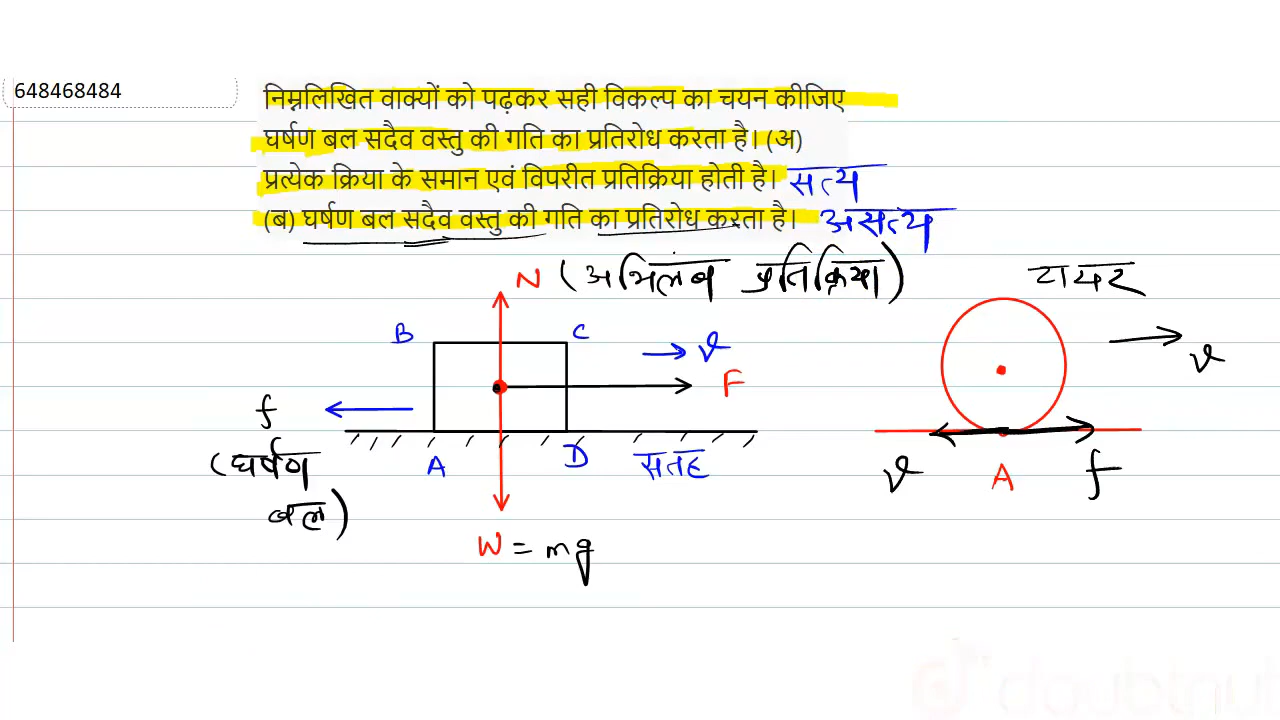 648468484
निम्नलिखित वाक्यों को पढ़कर सही विकल्प का चयन कीजिए
घर्षण बल सदैव वस्तु की गति का प्रतिरोध करता है। (अ)
प्रत्येक क्रिया के समान एवं विपरीत प्रतिक्रिया होती है। सत्य
(ब) घर्षण बल सदैव वस्तु की गति का प्रतिरोध करता है। असत्य
N (अभिलंब प्रतिक्रिया) टायर
B C v
F v
f
(घर्षण A D सतह v A f
बल)
W = mg
doubtnut